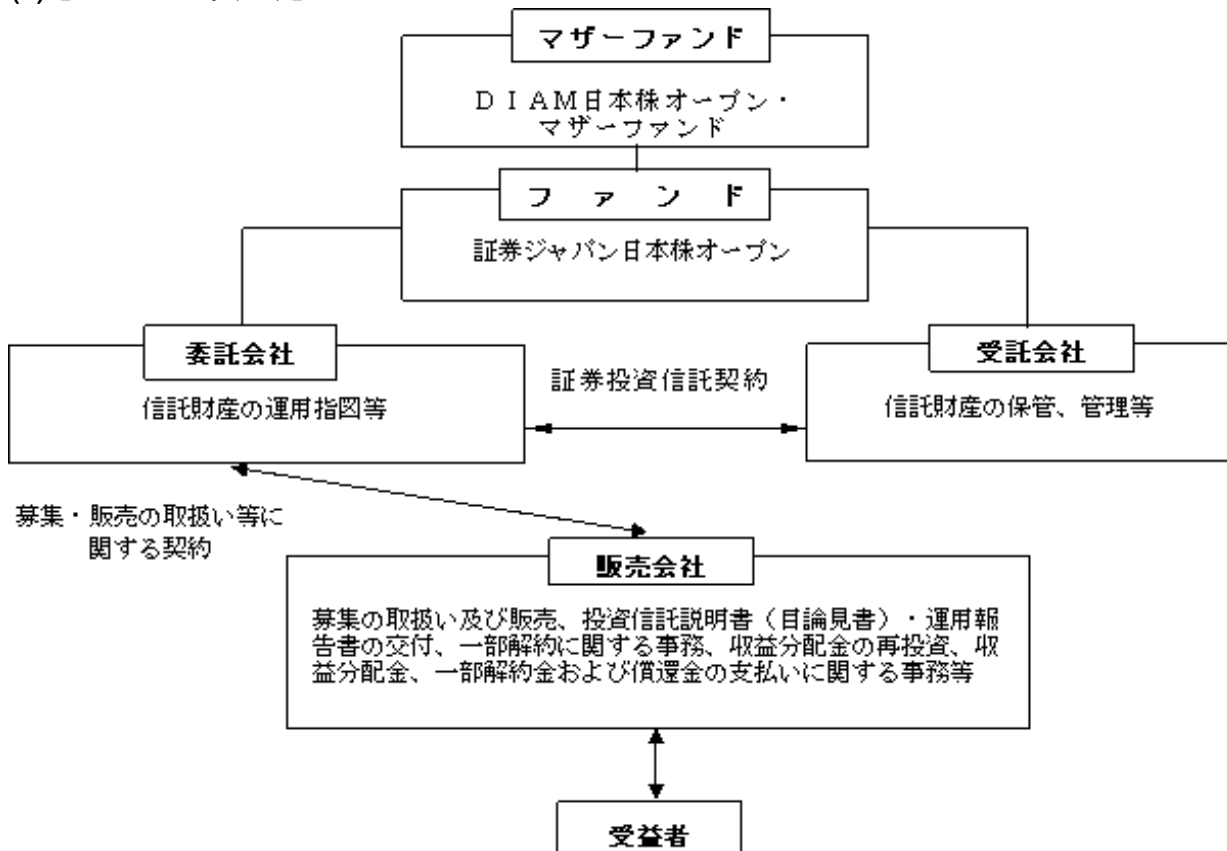 マザーファンド
ＤＩＡＭ日本株オープン・
マザーファンド
ファンド
証券ジャパン日本株オープン
委託会社
受託会社
証券投資信託契約
信託財産の運用指図等
信託財産の保管、管理等
募集・販売の取扱い等に
関する契約
販売会社
募集の取扱い及び販売、投資信託説明書（目論見書）・運用報
告書の交付、一部解約に関する事務、収益分配金の再投資、収
益分配金、一部解約金および償還金の支払いに関する事務等
受益者